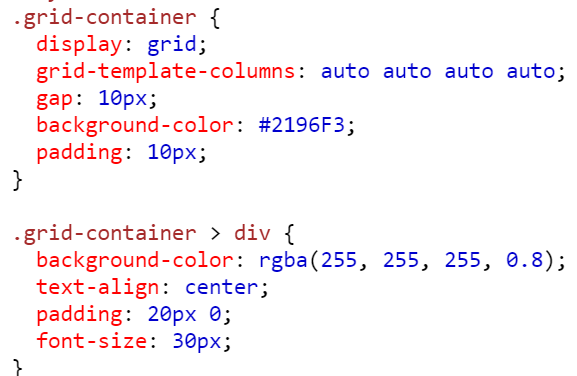 .grid-container {
  display: grid;
  grid-template-columns: auto auto auto auto;
  gap: 10px;
  background-color: #2196F3;
  padding: 10px;
}

.grid-container > div {
  background-color: rgba(255, 255, 255, 0.8);
  text-align: center;
  padding: 20px 0;
  font-size: 30px;
}